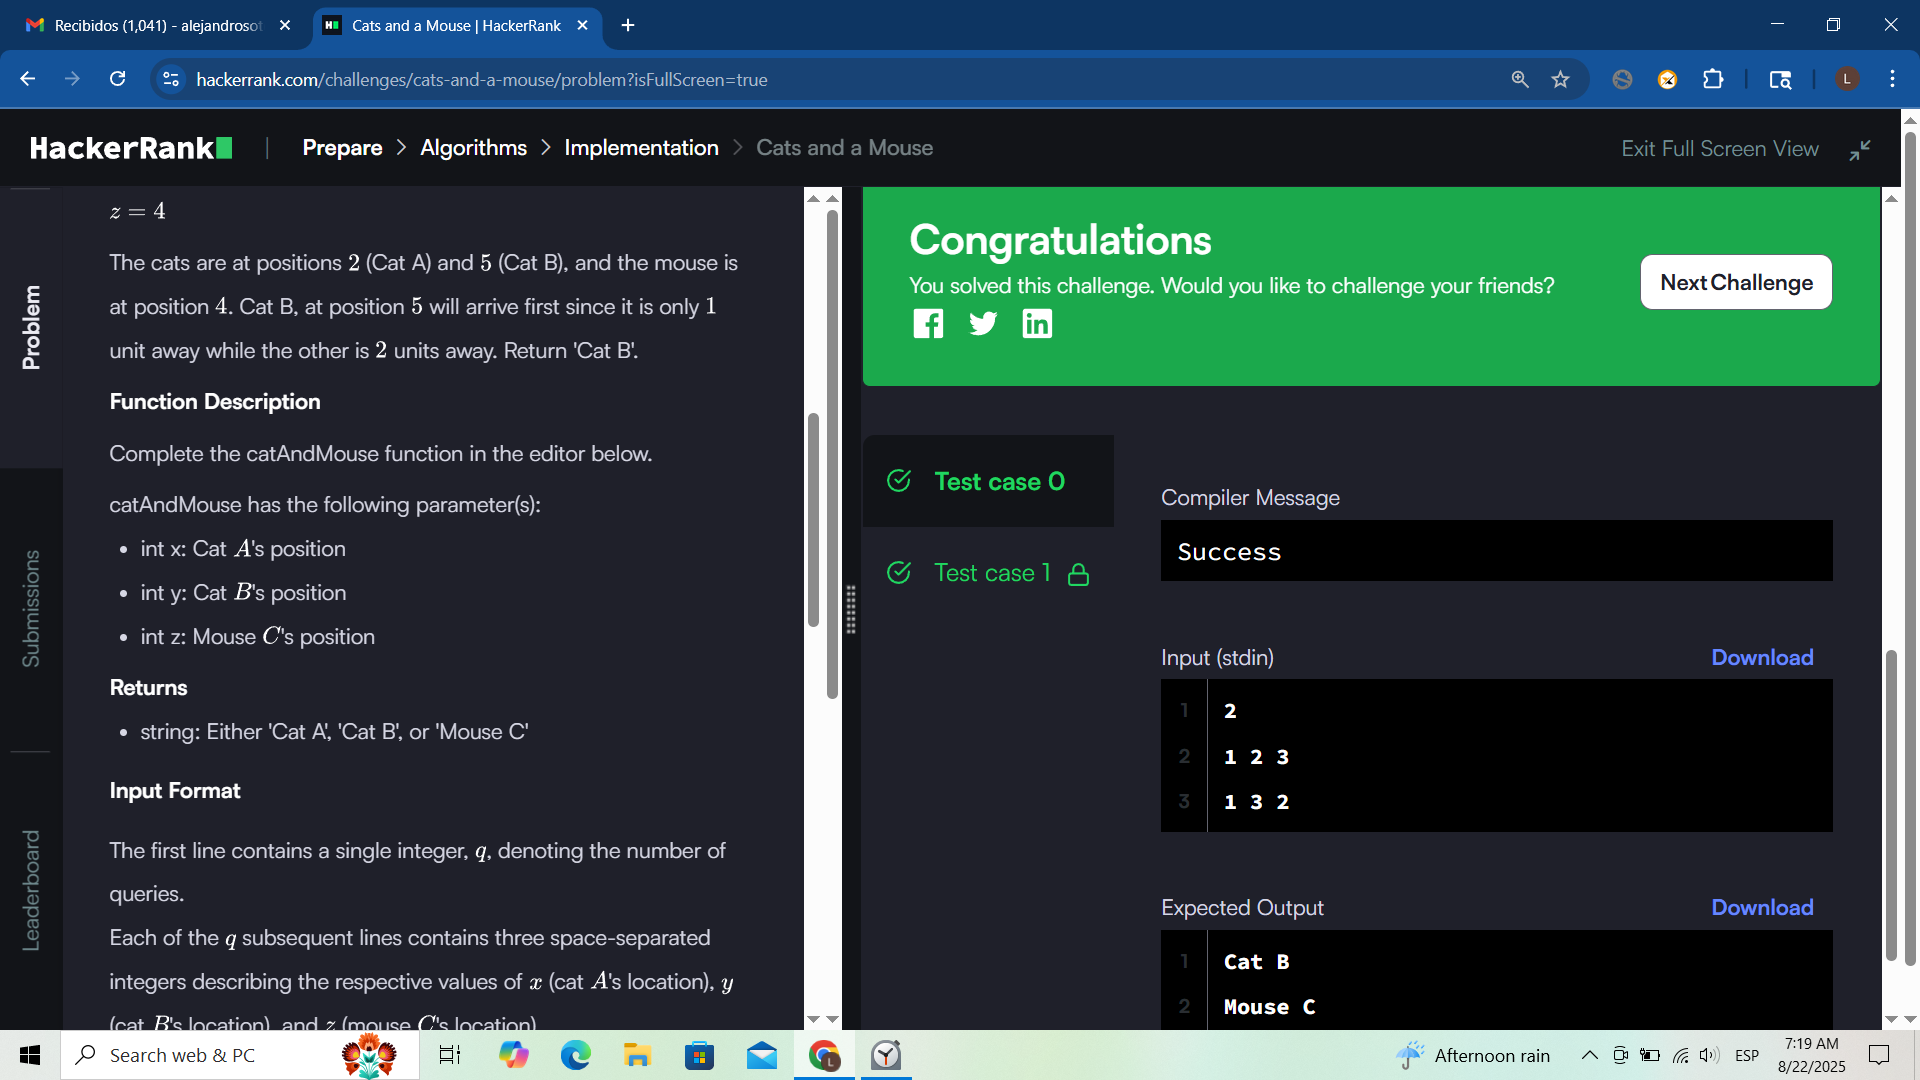 Recibidos (1,041) - alejandrosot
Cats and a Mouse | HackerRank
hackerrank.com/challenges/cats-and-a-mouse/problem?isFullScreen=true
L
HackerRank
Prepare > Algorithms > Implementation > Cats and a Mouse
Exit Full Screen View
Problem
Submissions
Leaderboard
z = 4
The cats are at positions 2 (Cat A) and 5 (Cat B), and the mouse is
at position 4. Cat B, at position 5 will arrive first since it is only 1
unit away while the other is 2 units away. Return 'Cat B'.
Function Description
Complete the catAndMouse function in the editor below.
catAndMouse has the following parameter(s):
• int x: Cat A's position
• int y: Cat B's position
• int z: Mouse C's position
Returns
• string: Either 'Cat A', 'Cat B', or 'Mouse C'
Input Format
The first line contains a single integer, q, denoting the number of
queries.
Each of the q subsequent lines contains three space-separated
integers describing the respective values of x (cat A's location), y
(cat B's location), and z (mouse C's location).
Congratulations
You solved this challenge. Would you like to challenge your friends?
Next Challenge
Test case 0
Test case 1
Compiler Message
Success
Input (stdin)
Download
1 2
2 1 2 3
3 1 3 2
Expected Output
Download
1 Cat B
2 Mouse C
Search web & PC
L
Afternoon rain
ESP
7:19 AM
8/22/2025